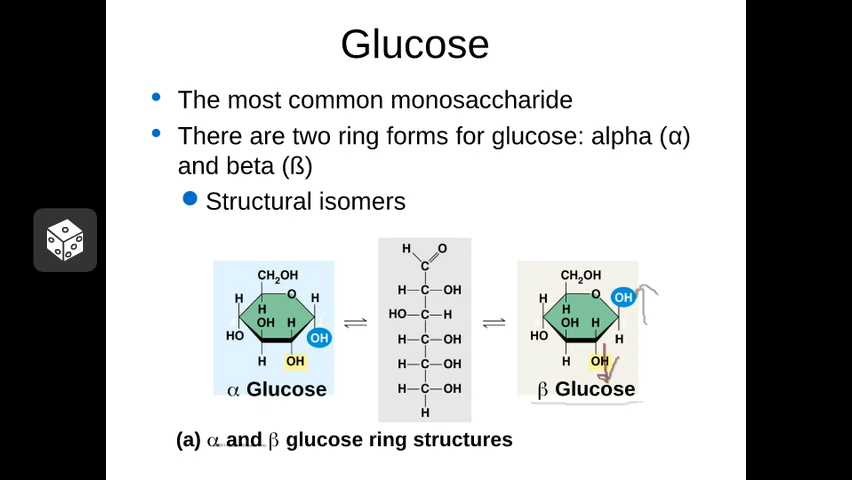 Glucose
• The most common monosaccharide
• There are two ring forms for glucose: alpha (α)
and beta (ß)
• Structural isomers
CH₂OH
H O H
H
OH H
HO OH
H OH
α Glucose
H O
C
H C OH
HO C H
H C OH
H C OH
H C OH
H
CH₂OH
H O OH
H
OH H
HO H
H OH
β Glucose
(a) α and β glucose ring structures